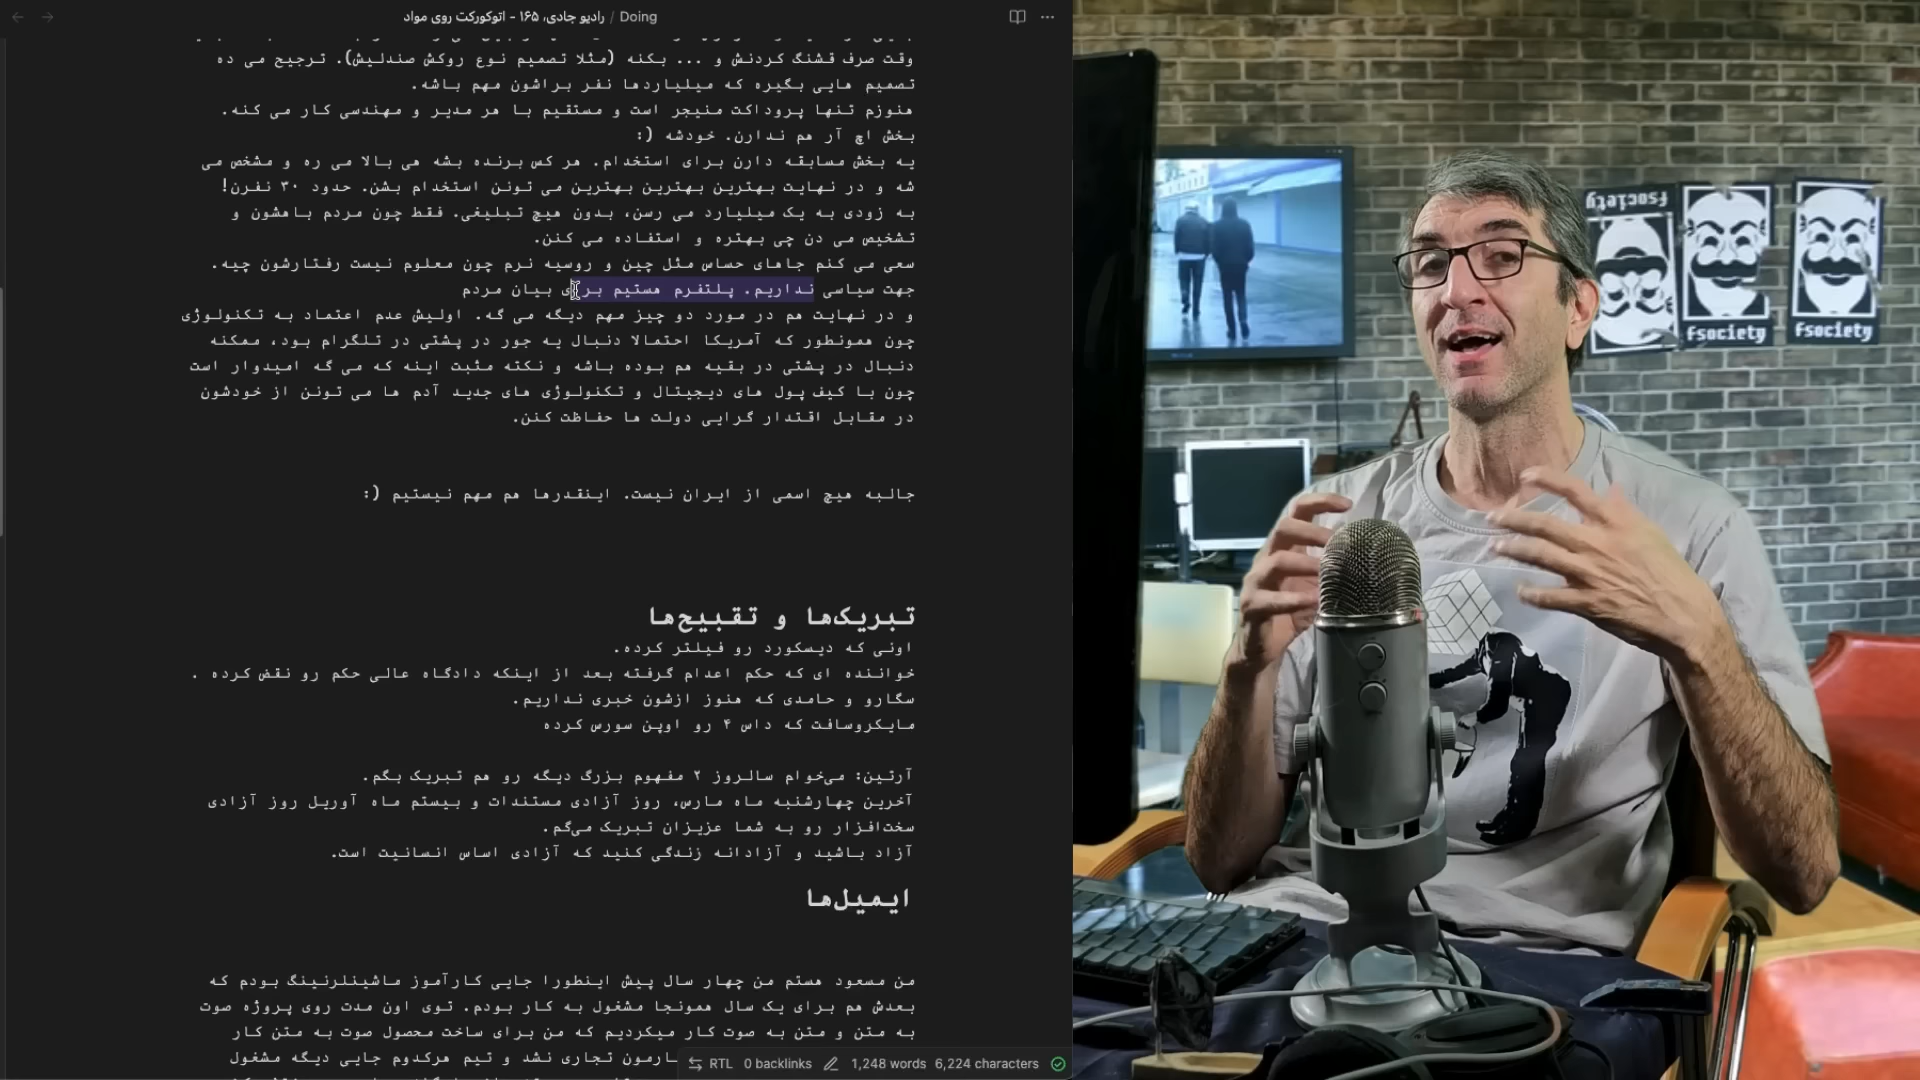 Doing / رادیو جادی، ۱۶۵ - اتوکورکت روی مواد
وقت صرف قشنگ کردنش و ... بکنه (مثلا تصمیم نوع روکش صندلیش). ترجیح می ده
تصمیم هایی بگیره که میلیاردها نفر براشون مهم باشه.
هنوزم تنها پروداکت منیجر است و مستقیم با هر مدیر و مهندسی کار می کنه.
بخش اچ آر هم ندارن. خودشه (:
یه بخش مسابقه دارن برای استخدام. هر کس برنده بشه هی بالا می ره و مشخص می
شه و در نهایت بهترین بهترین بهترین می تونن استخدام بشن. حدود ۳۰ نفرن!
به زودی به یک میلیارد می رسن، بدون هیچ تبلیغی. فقط چون مردم باهشون و
تشخیص می دن چی بهتره و استفاده می کنن.
سعی می کنم جاهای حساس مثل چین و روسیه نرم چون معلوم نیست رفتارشون چیه.
جهت سیاسی نداریم. پلتفرم هستیم برای بیان مردم
و در نهایت هم در مورد دو چیز مهم دیگه می گه. اولیش عدم اعتماد به تکنولوژی
چون همونطور که آمریکا احتمالا دنبال یه جور در پشتی در تلگرام بود، ممکنه
دنبال در پشتی در بقیه هم بوده باشه و نکته مثبت اینه که می گه امیدوار است
چون با کیف پول های دیجیتال و تکنولوژی های جدید آدم ها می تونن از خودشون
در مقابل اقتدار گرایی دولت ها حفاظت کنن.
جالبه هیچ اسمی از ایران نیست. اینقدرها هم مهم نیستیم (:
تبریک‌ها و تقبیح‌ها
اونی که دیسکورد رو فیلتر کرده.
خواننده ای که حکم اعدام گرفته بعد از اینکه دادگاه عالی حکم رو نقض کرده .
سگارو و حامدی که هنوز ازشون خبری نداریم.
مایکروسافت که داس ۴ رو اوپن سورس کرده
آرتین: می‌خوام سالروز ۲ مفهوم بزرگ دیگه رو هم تبریک بگم.
آخرین چهارشنبه ماه مارس، روز آزادی مستندات و بیستم ماه آوریل روز آزادی
سخت‌افزار رو به شما عزیزان تبریک می‌گم.
آزاد باشید و آزادانه زندگی کنید که آزادی اساس انسانیت است.
ایمیل‌ها
من مسعود هستم من چهار سال پیش اینطورا جایی کارآموز ماشینلرنینگ بودم که
بعدش هم برای یک سال همونجا مشغول به کار بودم. توی اون مدت روی پروژه صوت
به متن و متن به صوت کار میکردیم که من برای ساخت محصول صوت به متن کار
تجاری نشد و تیم هرکدوم جایی دیگه مشغول
RTL 0 backlinks 1,248 words 6,224 characters
fsociety
fsociety
fsociety